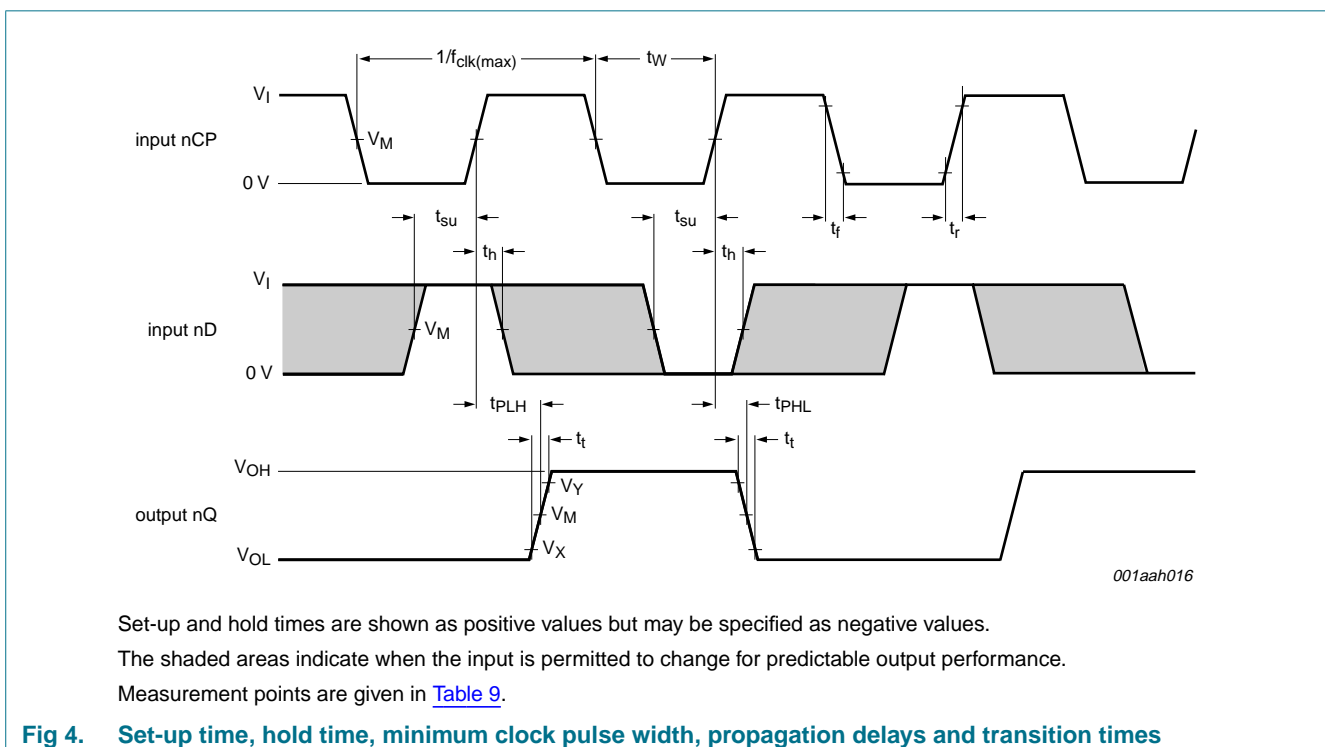 1/fclk(max)
tW
VI
input nCP
VM
0 V
tsu
tsu
tf
tr
th
th
VI
input nD
VM
0 V
tPLH
tPHL
tt
tt
VOH
VY
output nQ
VM
VX
VOL
001aah016
Set-up and hold times are shown as positive values but may be specified as negative values.
The shaded areas indicate when the input is permitted to change for predictable output performance.
Measurement points are given in Table 9.
Fig 4. Set-up time, hold time, minimum clock pulse width, propagation delays and transition times